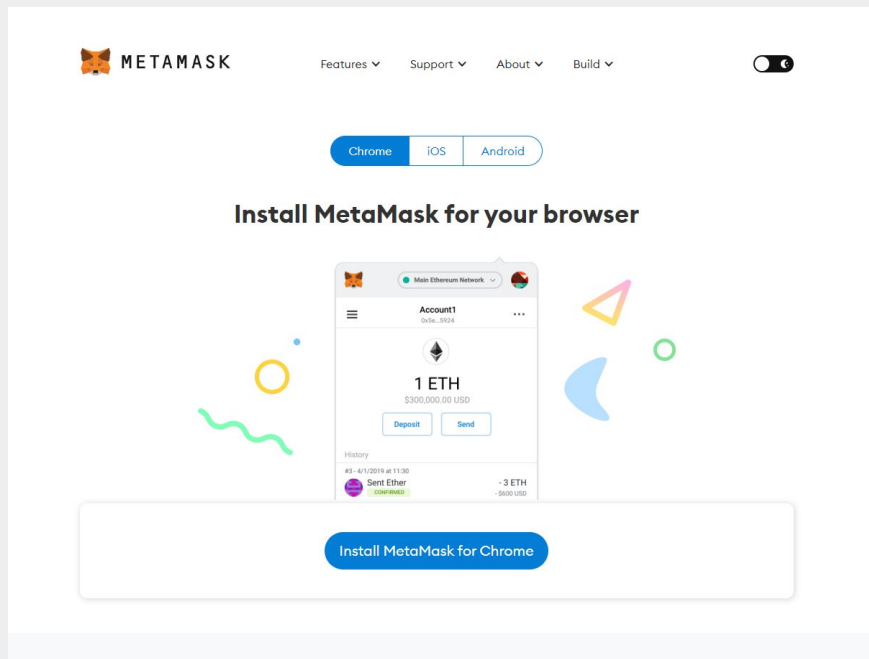 METAMASK
Features Support About Build
Chrome iOS Android
Install MetaMask for your browser
Main Ethereum Network
Account1
0x5e...5924
1 ETH
$300,000.00 USD
Deposit Send
History
#3 - 4/1/2019 at 11:30
Sent Ether - 3 ETH
CONFIRMED - $600 USD
Install MetaMask for Chrome